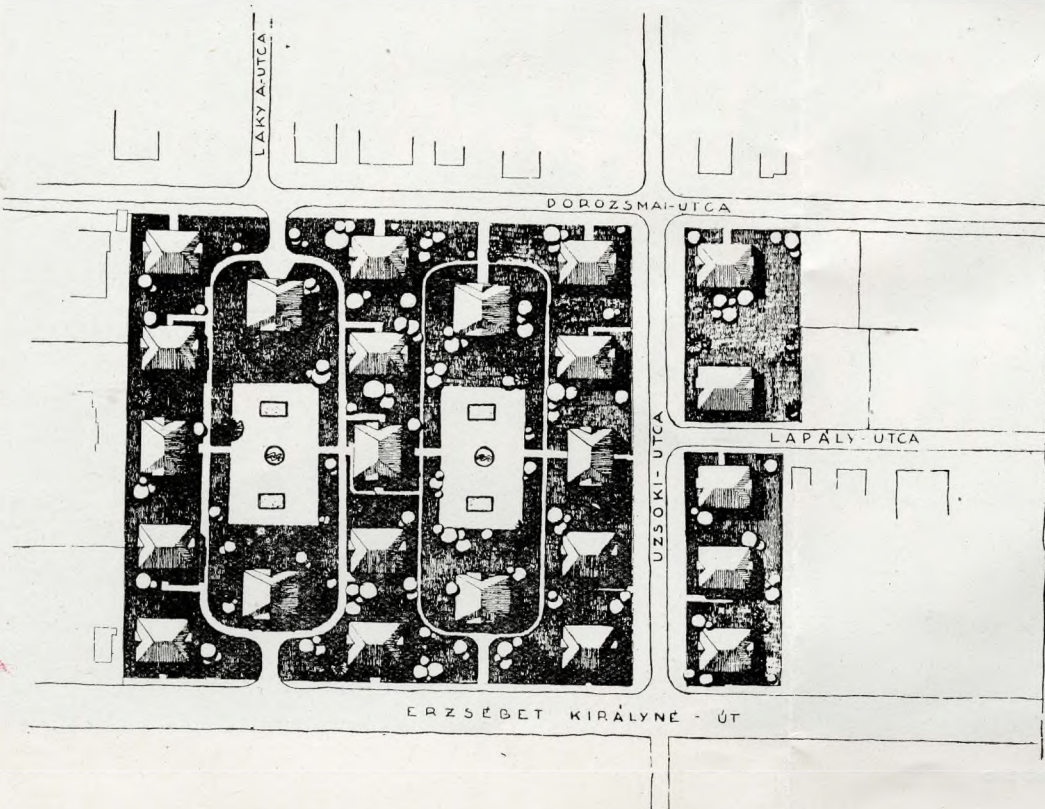 LAKY A-UTCA
DOROZSMAI-UTCA
LAPÁLY-UTCA
UZSOKI-UTCA
ERZSÉBET KIRÁLYNÉ-ÚT